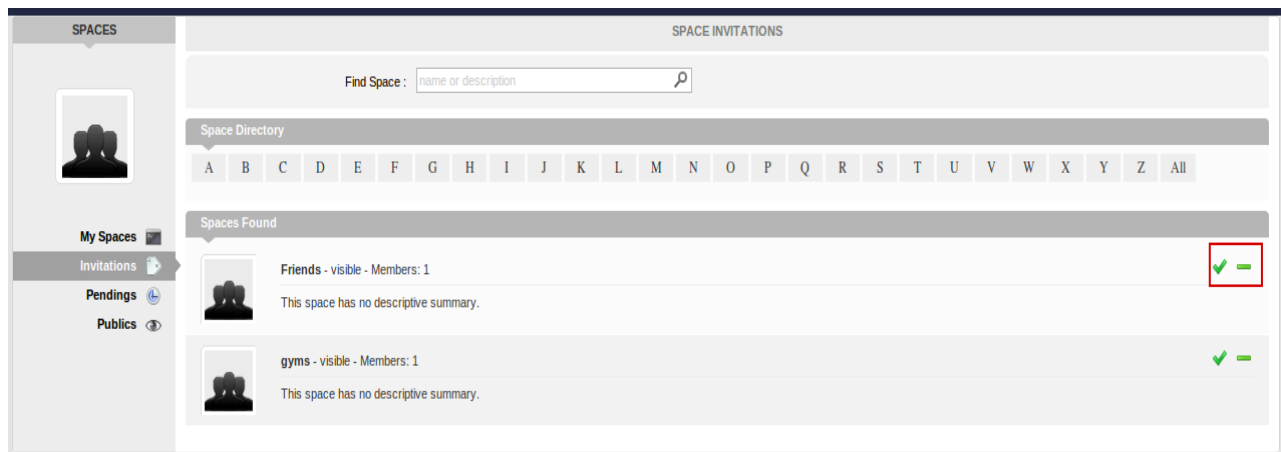 SPACES
SPACE INVITATIONS
Find Space : name or description
Space Directory
A B C D E F G H I J K L M N O P Q R S T U V W X Y Z All
Spaces Found
My Spaces
Invitations
Pendings
Publics
Friends - visible - Members: 1
This space has no descriptive summary.
gyms - visible - Members: 1
This space has no descriptive summary.